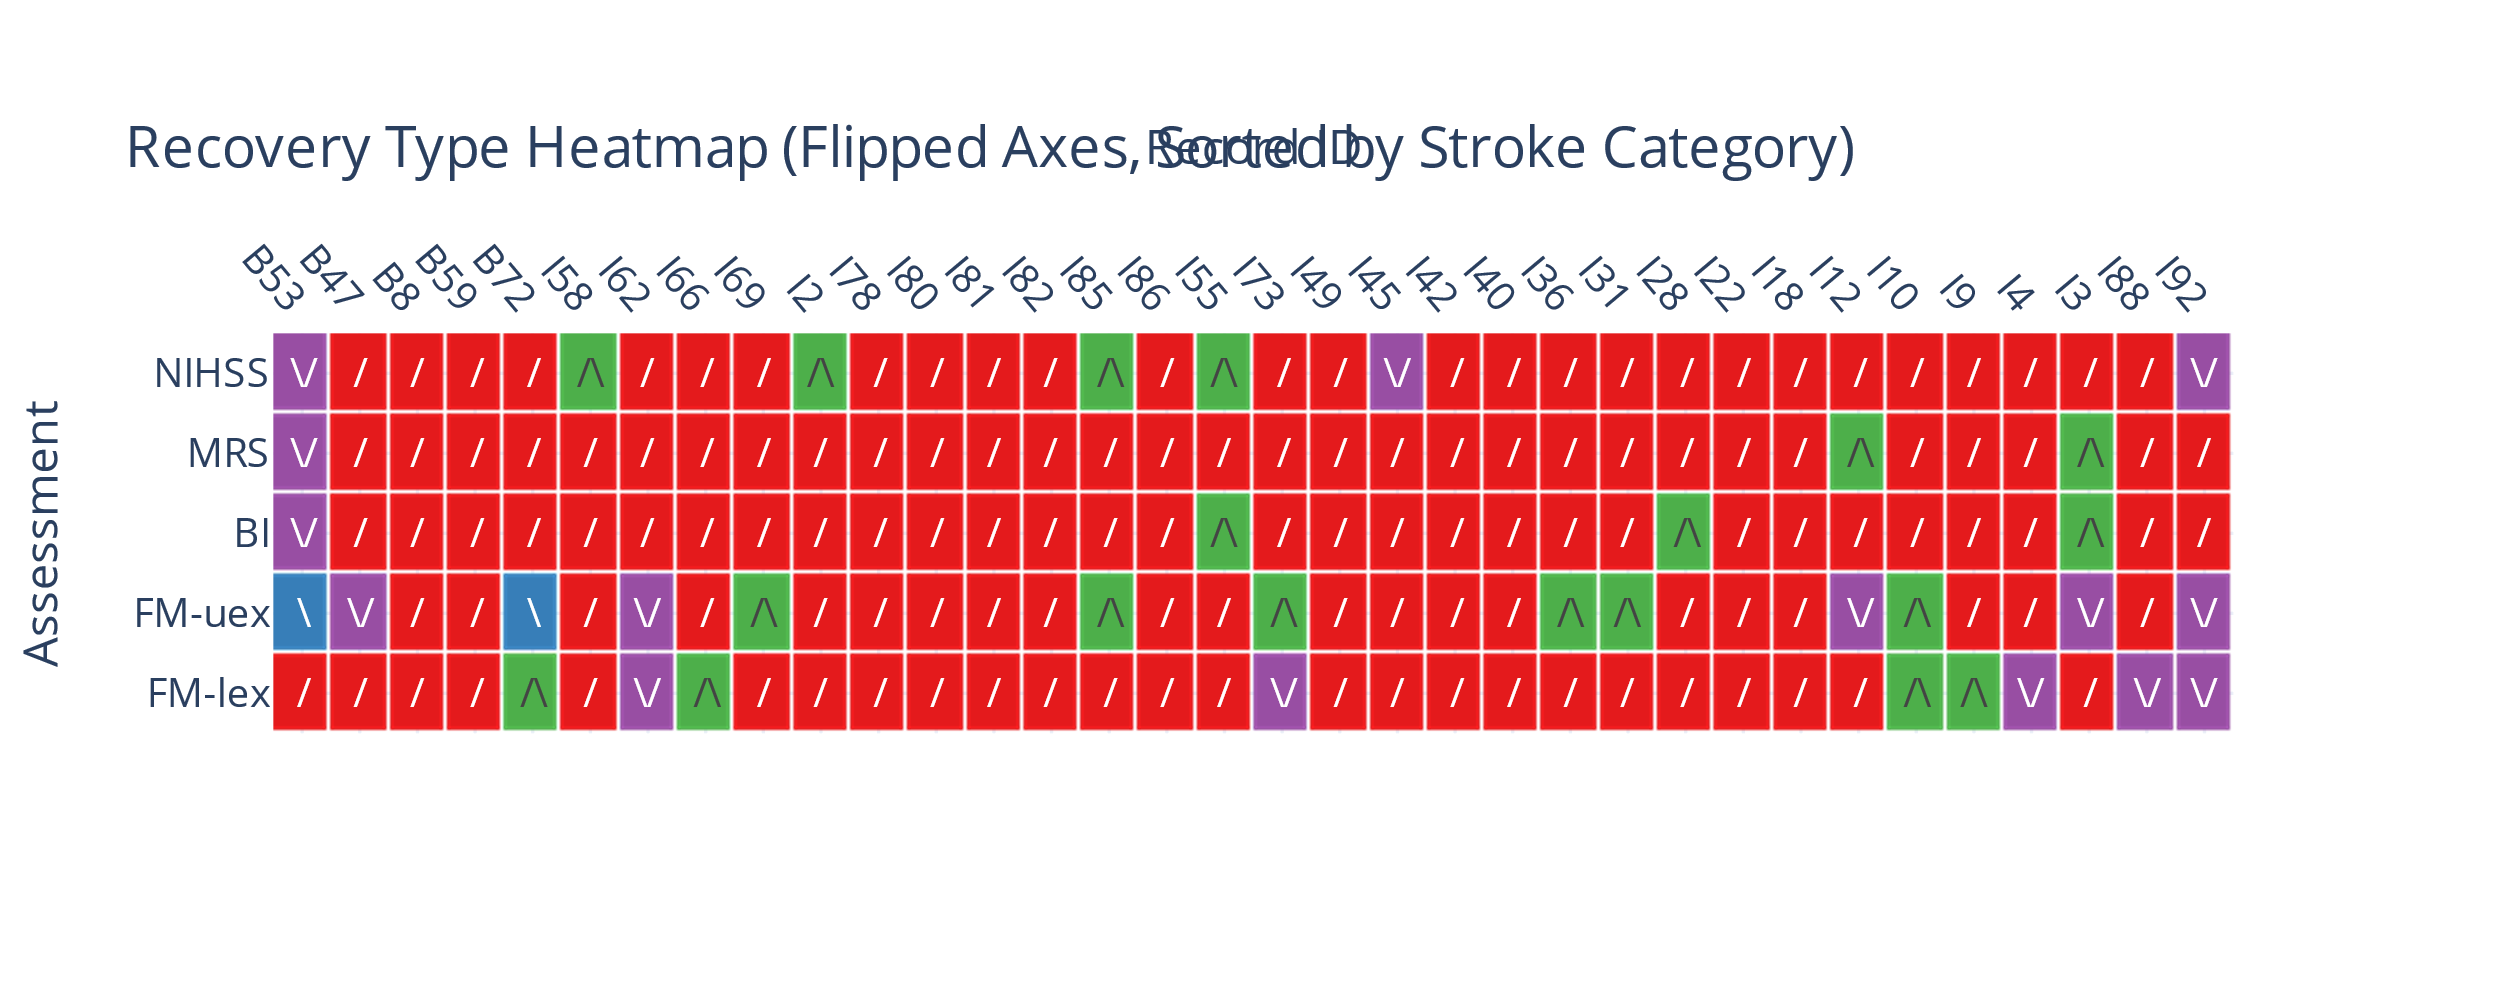 Recovery Type Heatmap (Flipped Axes, Sorted by Stroke Category)
Record ID
B53 B47 B8 B59 B72 I58 I62 I66 I69 I2 I78 I80 I81 I82 I85 I86 I55 I73 I49 I45 I42 I40 I36 I31 I28 I22 I18 I12 I10 I9 I4 I3 I88 I92
Assessment
NIHSS \/ / / / / /\ / / / /\ / / / / /\ / /\ / / \/ / / / / / / / / / / / / / \/
MRS \/ / / / / / / / / / / / / / / / / / / / / / / / / / / /\ / / / /\ / /
BI \/ / / / / / / / / / / / / / / / /\ / / / / / / / /\ / / / / / / /\ / /
FM-uex \ \/ / / \ / \/ / /\ / / / / / /\ / / /\ / / / / /\ /\ / / / \/ /\ / / \/ / \/
FM-lex / / / / /\ / \/ /\ / / / / / / / / / \/ / / / / / / / / / / /\ /\ \/ / \/ \/